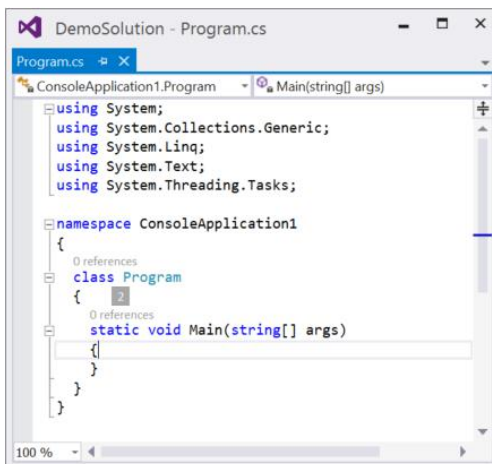 DemoSolution - Program.cs
Program.cs
ConsoleApplication1.Program Main(string[] args)
using System;
using System.Collections.Generic;
using System.Linq;
using System.Text;
using System.Threading.Tasks;
namespace ConsoleApplication1
{
0 references
class Program
{ 2
0 references
static void Main(string[] args)
{
}
}
}
100 %